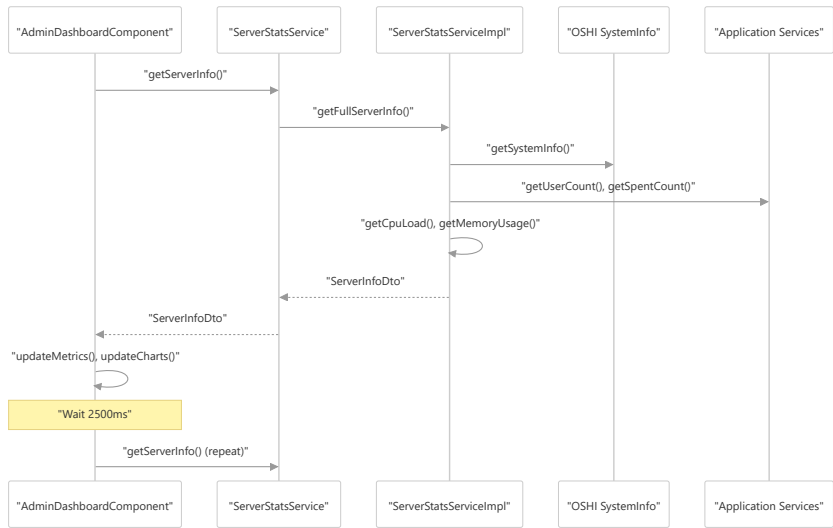 "AdminDashboardComponent"
"ServerStatsService"
"ServerStatsServiceImpl"
"OSHI SystemInfo"
"Application Services"
"getServerInfo()"
"getFullServerInfo()"
"getSystemInfo()"
"getUserCount(), getSpentCount()"
"getCpuLoad(), getMemoryUsage()"
"ServerInfoDto"
"ServerInfoDto"
"updateMetrics(), updateCharts()"
"Wait 2500ms"
"getServerInfo() (repeat)"
"AdminDashboardComponent"
"ServerStatsService"
"ServerStatsServiceImpl"
"OSHI SystemInfo"
"Application Services"